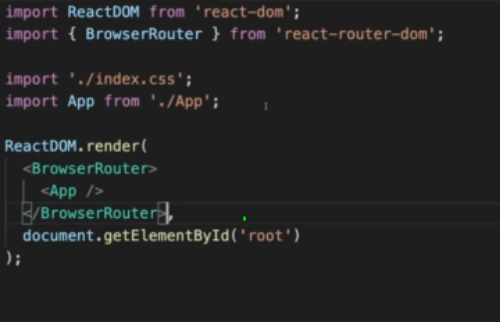 import ReactDOM from 'react-dom';
import { BrowserRouter } from 'react-router-dom';
import './index.css';
import App from './App';
ReactDOM.render(
<BrowserRouter>
<App />
</BrowserRouter>,
document.getElementById('root')
);